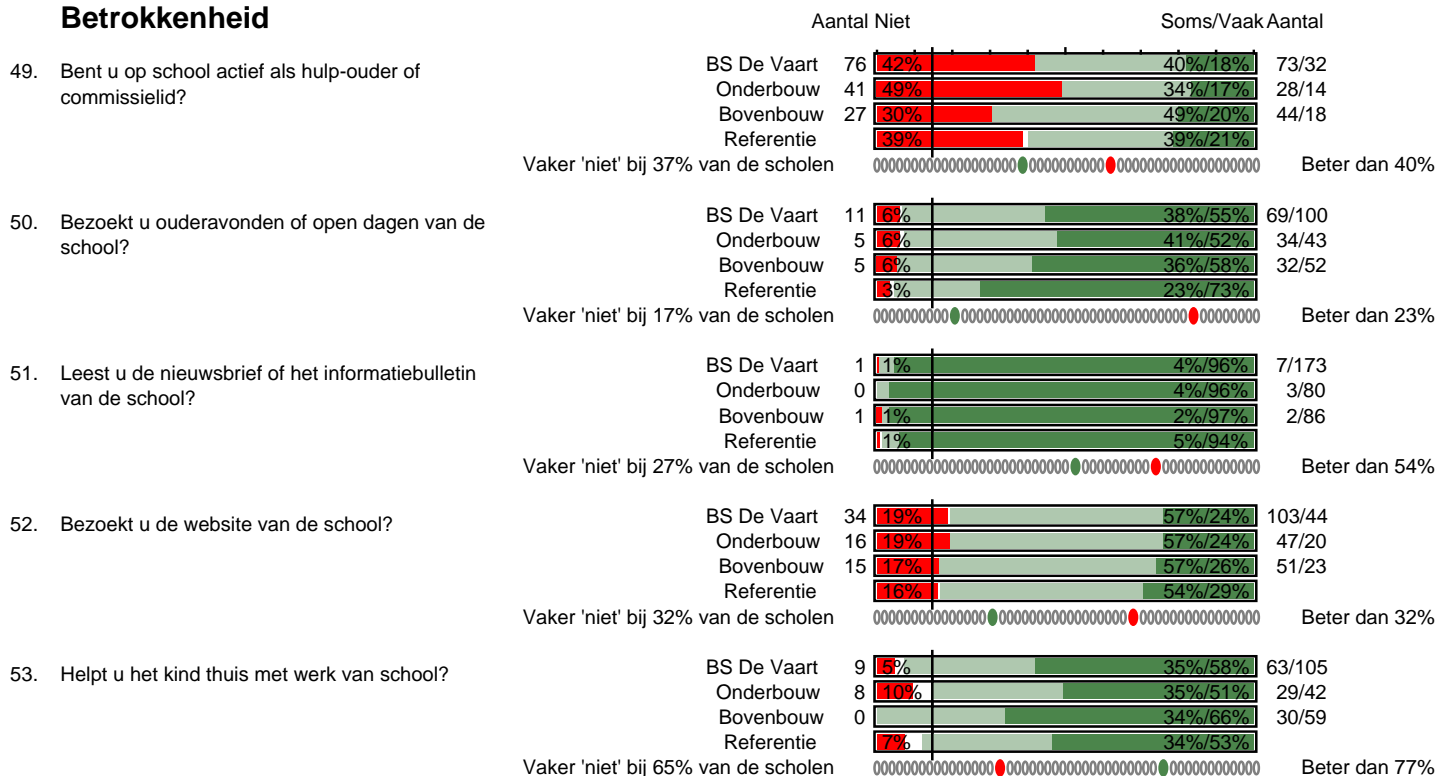 Betrokkenheid
Aantal Niet Soms/Vaak Aantal
49. Bent u op school actief als hulp-ouder of commissielid?
BS De Vaart 76 42% 40%/18% 73/32
Onderbouw 41 49% 34%/17% 28/14
Bovenbouw 27 30% 49%/20% 44/18
Referentie 39% 39%/21%
Vaker 'niet' bij 37% van de scholen Beter dan 40%
50. Bezoekt u ouderavonden of open dagen van de school?
BS De Vaart 11 6% 38%/55% 69/100
Onderbouw 5 6% 41%/52% 34/43
Bovenbouw 5 6% 36%/58% 32/52
Referentie 3% 23%/73%
Vaker 'niet' bij 17% van de scholen Beter dan 23%
51. Leest u de nieuwsbrief of het informatiebulletin van de school?
BS De Vaart 1 1% 4%/96% 7/173
Onderbouw 0 4%/96% 3/80
Bovenbouw 1 1% 2%/97% 2/86
Referentie 1% 5%/94%
Vaker 'niet' bij 27% van de scholen Beter dan 54%
52. Bezoekt u de website van de school?
BS De Vaart 34 19% 57%/24% 103/44
Onderbouw 16 19% 57%/24% 47/20
Bovenbouw 15 17% 57%/26% 51/23
Referentie 16% 54%/29%
Vaker 'niet' bij 32% van de scholen Beter dan 32%
53. Helpt u het kind thuis met werk van school?
BS De Vaart 9 5% 35%/58% 63/105
Onderbouw 8 10% 35%/51% 29/42
Bovenbouw 0 34%/66% 30/59
Referentie 7% 34%/53%
Vaker 'niet' bij 65% van de scholen Beter dan 77%